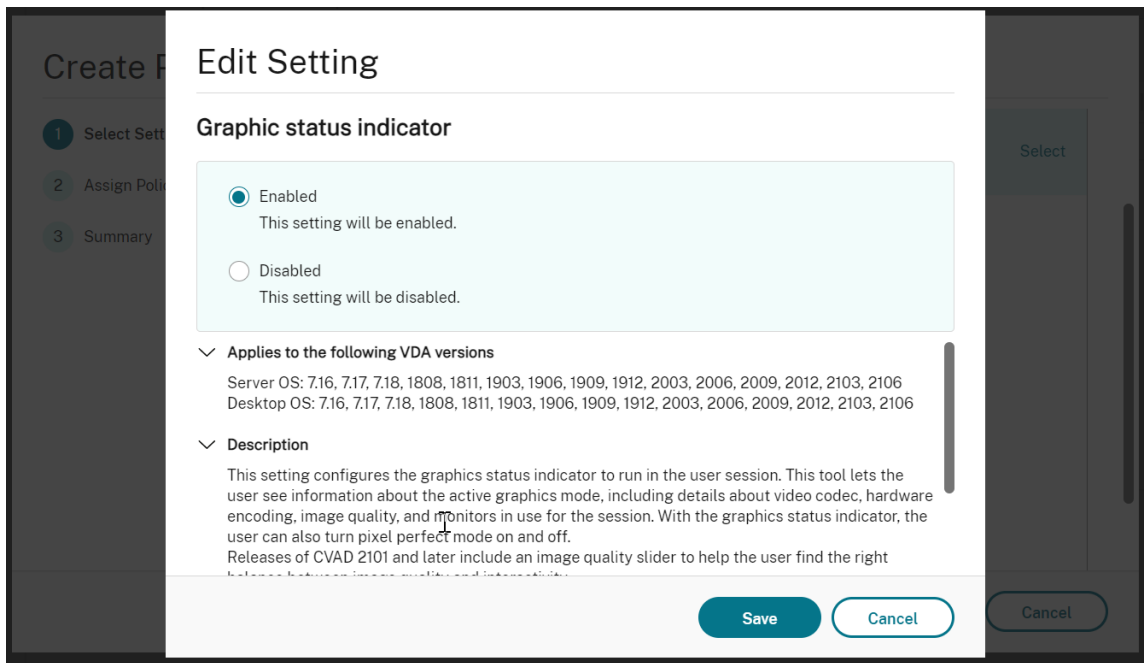 Create
Edit Setting
Graphic status indicator
1 Select Sett
2 Assign Poli
3 Summary
Select
Enabled
This setting will be enabled.
Disabled
This setting will be disabled.
Applies to the following VDA versions
Server OS: 7.16, 7.17, 7.18, 1808, 1811, 1903, 1906, 1909, 1912, 2003, 2006, 2009, 2012, 2103, 2106
Desktop OS: 7.16, 7.17, 7.18, 1808, 1811, 1903, 1906, 1909, 1912, 2003, 2006, 2009, 2012, 2103, 2106
Description
This setting configures the graphics status indicator to run in the user session. This tool lets the
user see information about the active graphics mode, including details about video codec, hardware
encoding, image quality, and monitors in use for the session. With the graphics status indicator, the
user can also turn pixel perfect mode on and off.
Releases of CVAD 2101 and later include an image quality slider to help the user find the right
balance between image quality and interactivity.
Save
Cancel
Cancel